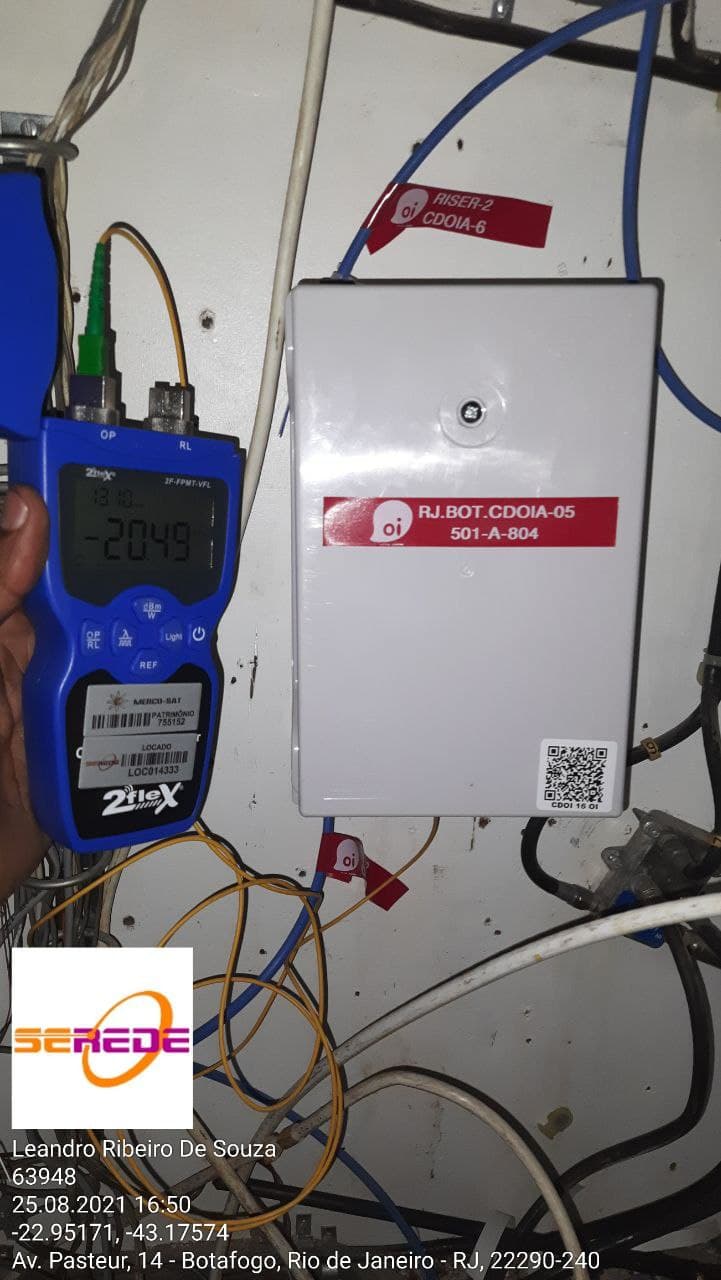 oi RISER-2
CDOIA-6
OP
RL
2flex
2F-FPMT-VFL
1310
-20.49
dBm
W
OP
RL
λ
Light
REF
MERCO-SAT
PATRIMÔNIO
755152
LOCADO
LOC014333
2flex
oi RJ.BOT.CDOIA-05
501-A-804
CDOI 16 OI
oi
SEREDE
Leandro Ribeiro De Souza
63948
25.08.2021 16:50
-22.95171, -43.17574
Av. Pasteur, 14 - Botafogo, Rio de Janeiro - RJ, 22290-240